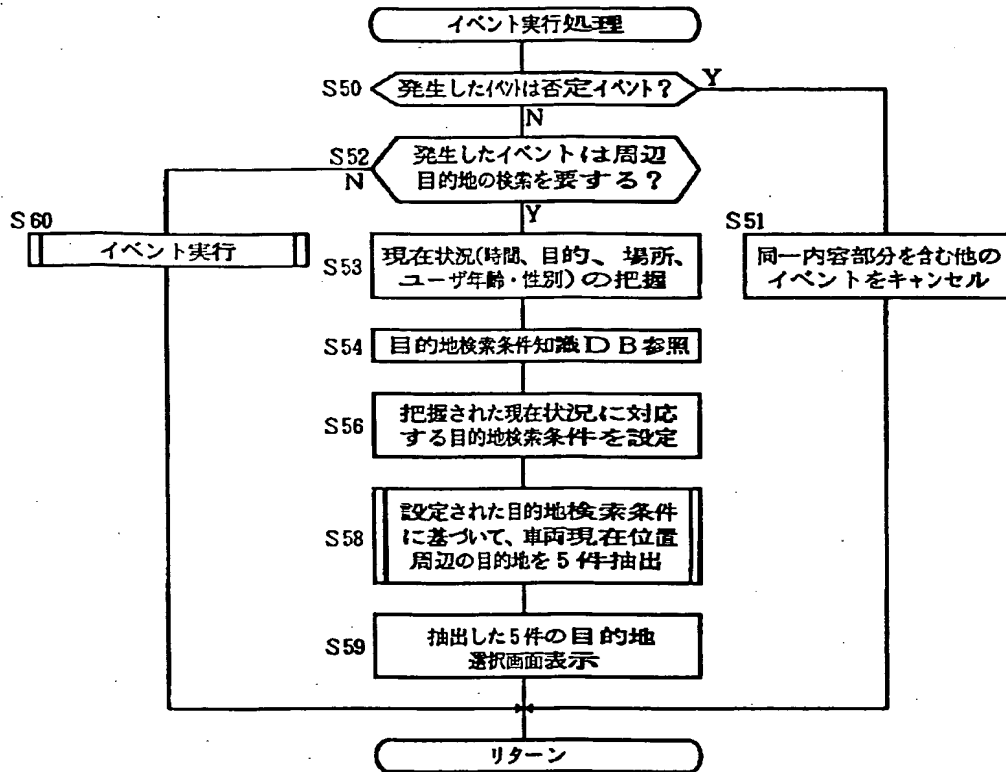 イベント実行処理
S50
発生したイベントは否定イベント？
Y
N
S52
発生したイベントは周辺
目的地の検索を要する？
N
Y
S60
イベント実行
S53
現在状況(時間、目的、場所、
ユーザ年齢・性別)の把握
S51
同一内容部分を含む他の
イベントをキャンセル
S54
目的地検索条件知識DB参照
S56
把握された現在状況に対応
する目的地検索条件を設定
S58
設定された目的地検索条件
に基づいて、車両現在位置
周辺の目的地を5件抽出
S59
抽出した5件の目的地
選択画面表示
リターン